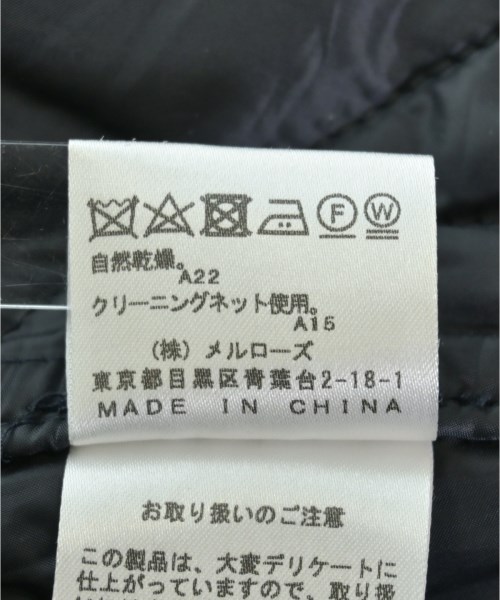 F W
自然乾燥。
A22
クリーニングネット使用。
A15
(株) メルローズ
東京都目黒区青葉台2-18-1
MADE IN CHINA
お取り扱いのご注意
この製品は、大変デリケートに
仕上がっていますので、取り扱